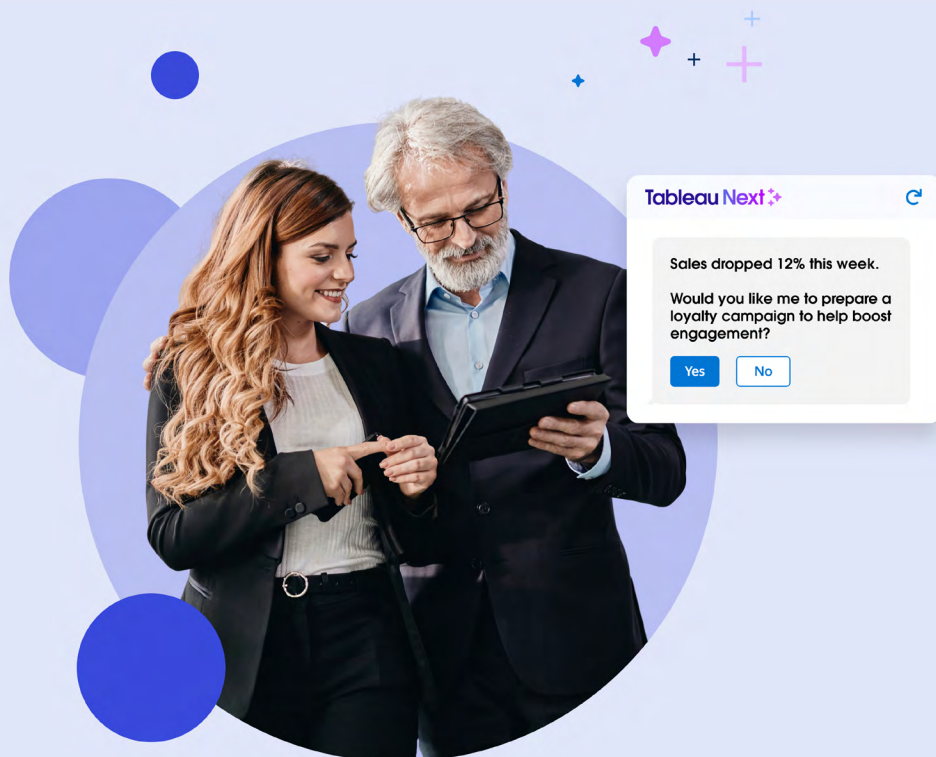 Tableau Next
Sales dropped 12% this week.
Would you like me to prepare a
loyalty campaign to help boost
engagement?
Yes
No